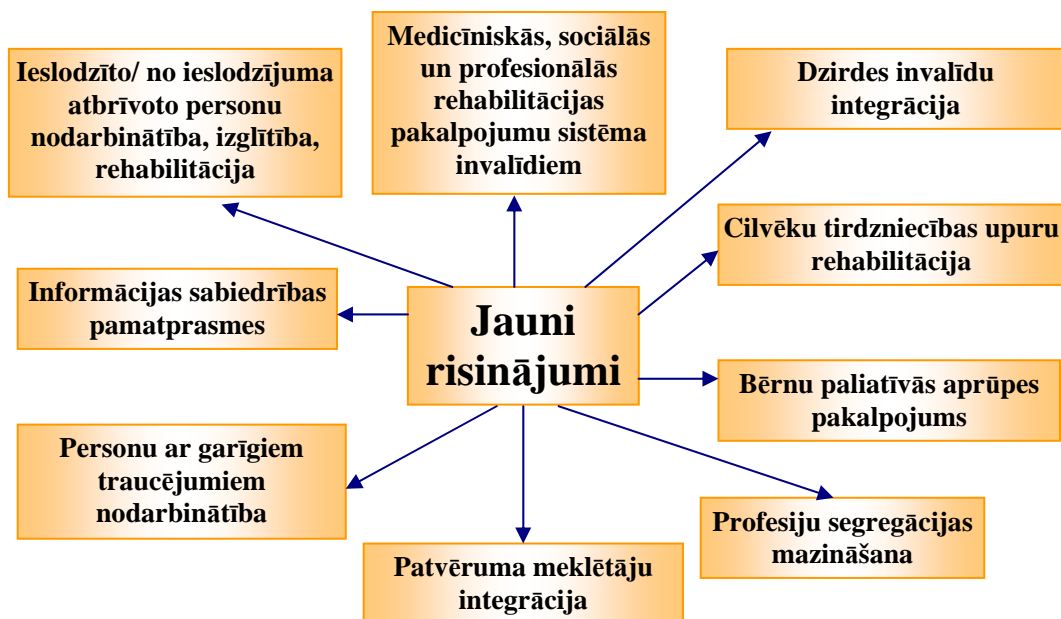 Ieslodzīto/ no ieslodzījuma
atbrīvoto personu
nodarbinātība, izglītība,
rehabilitācija
Medicīniskās, sociālās
un profesionālās
rehabilitācijas
pakalpojumu sistēma
invalīdiem
Dzirdes invalīdu
integrācija
Cilvēku tirdzniecības upuru
rehabilitācija
Informācijas sabiedrības
pamatprasmes
Jauni
risinājumi
Bērnu paliatīvās aprūpes
pakalpojums
Personu ar garīgiem
traucējumiem
nodarbinātība
Profesiju segregācijas
mazināšana
Patvēruma meklētāju
integrācija